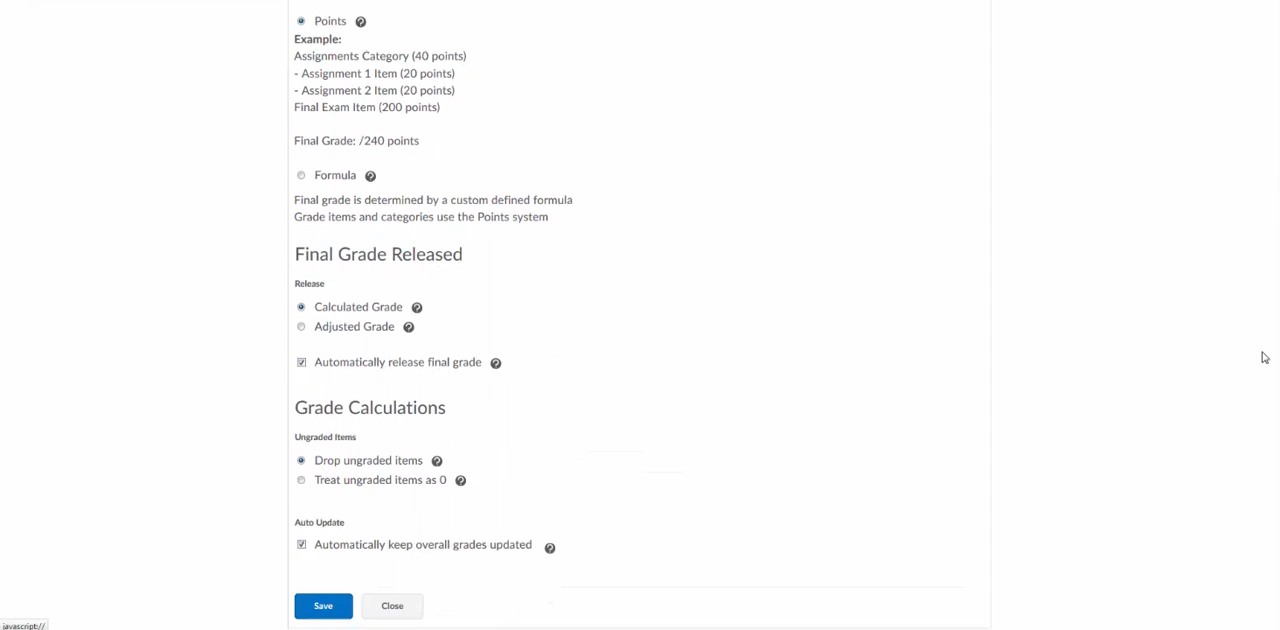 Points
Example:
Assignments Category (40 points)
- Assignment 1 Item (20 points)
- Assignment 2 Item (20 points)
Final Exam Item (200 points)
Final Grade: /240 points
Formula
Final grade is determined by a custom defined formula
Grade items and categories use the Points system
Final Grade Released
Release
Calculated Grade
Adjusted Grade
Automatically release final grade
Grade Calculations
Ungraded Items
Drop ungraded items
Treat ungraded items as 0
Auto Update
Automatically keep overall grades updated
Save Close
javascript://